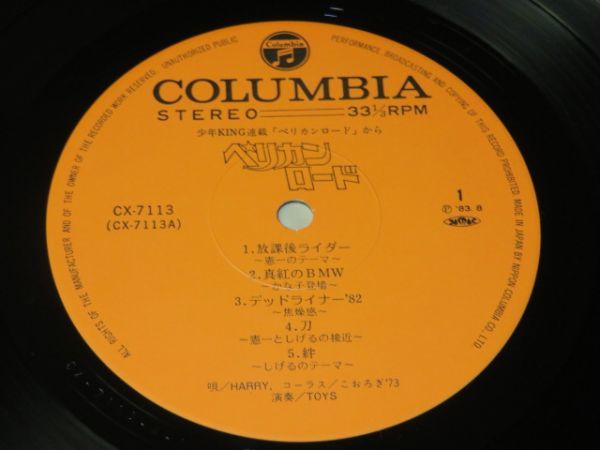 Columbia
COLUMBIA
STEREO 33 1/3 RPM
少年KING連載「ペリカンロード」から
ペリカン
ロード
CX-7113
(CX-7113A)
1
Ⓟ '83. 8
1. 放課後ライダー
〜憲一のテーマ〜
2. 真紅のBMW
〜かな子登場〜
3. デッドライナー'82
〜焦燥感〜
4. 刀
〜憲一としげるの接近〜
5. 絆
〜しげるのテーマ〜
唄/HARRY, コーラス/こおろぎ'73
演奏/TOYS
ALL RIGHTS OF THE MANUFACTURER AND OF THE OWNER OF THE RECORDED WORK RESERVED. UNAUTHORIZED PUBLIC PERFORMANCE, BROADCASTING AND COPYING OF THIS RECORD PROHIBITED. MADE IN JAPAN BY NIPPON COLUMBIA CO., LTD.